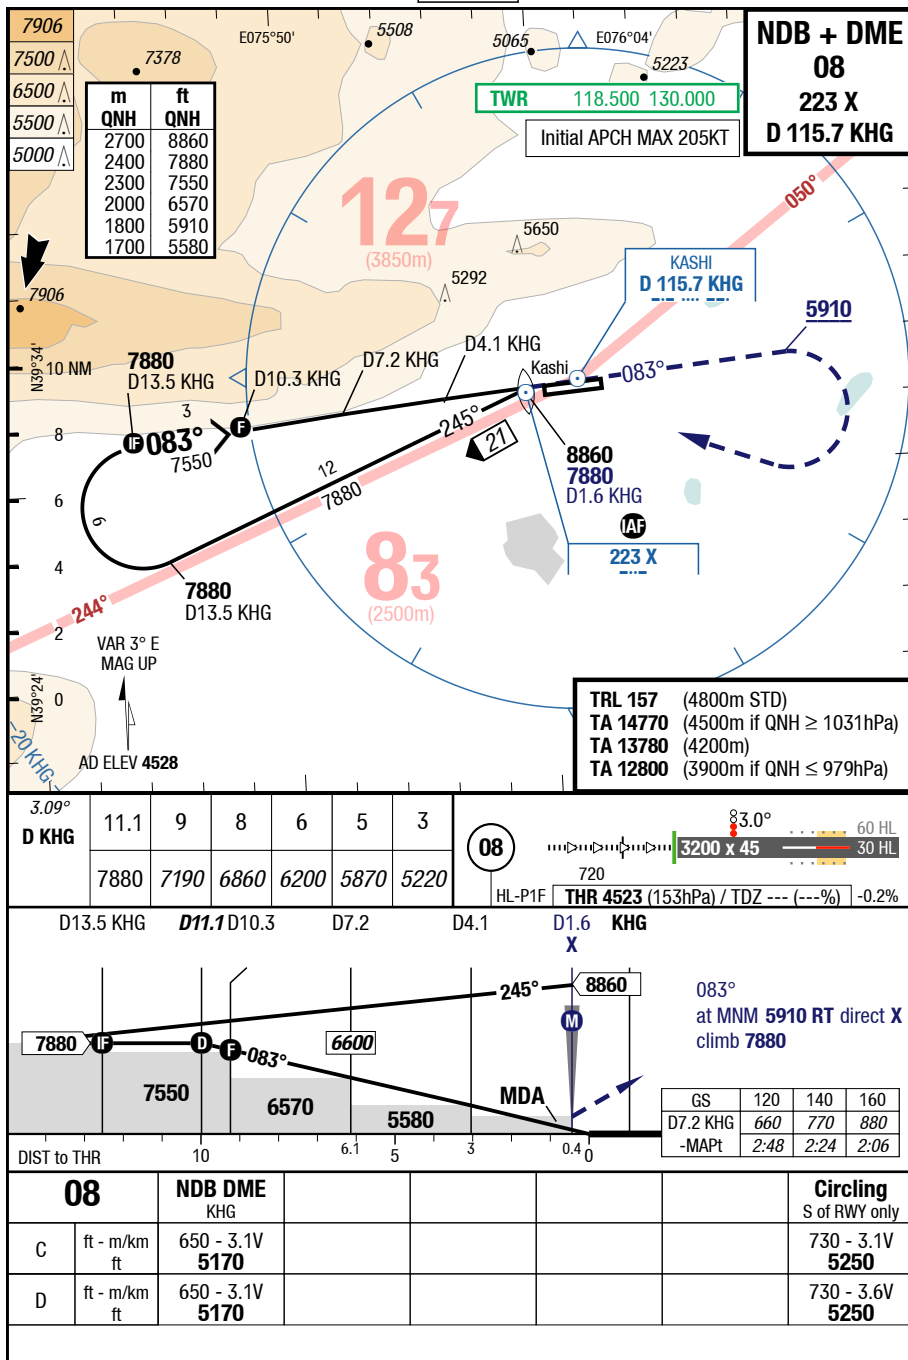 7906
7500
6500
5500
5000
7378
E075°50'
5508
5065
E076°04'
5223
NDB + DME
08
223 X
D 115.7 KHG
TWR 118.500 130.000
Initial APCH MAX 205KT
m ft
QNH QNH
2700 8860
2400 7880
2300 7550
2000 6570
1800 5910
1700 5580
127
(3850m)
050°
5650
5292
KASHI
D 115.7 KHG
7906
5910
N39°34'
10 NM
7880
D13.5 KHG
D10.3 KHG
D7.2 KHG
D4.1 KHG
Kashi
083°
3
IF 083° F
7550
245°
21
8
12
7880
8860
7880
D1.6 KHG
IAF
223 X
6
6
83
(2500m)
4
7880
D13.5 KHG
244°
2
VAR 3° E
MAG UP
N39°24'
0
20 KHG
AD ELEV 4528
TRL 157 (4800m STD)
TA 14770 (4500m if QNH ≥ 1031hPa)
TA 13780 (4200m)
TA 12800 (3900m if QNH ≤ 979hPa)
3.09°
D KHG 11.1 9 8 6 5 3
7880 7190 6860 6200 5870 5220
08
3.0°
60 HL
3200 x 45 30 HL
720
HL-P1F THR 4523 (153hPa) / TDZ --- (---%) -0.2%
D13.5 KHG D11.1 D10.3 D7.2 D4.1 D1.6 KHG
X
245° 8860
083°
at MNM 5910 RT direct X
climb 7880
M
7880 IF D F 083° 6600
7550
6570
5580
MDA
GS 120 140 160
D7.2 KHG 660 770 880
-MAPt 2:48 2:24 2:06
DIST to THR 10 6.1 5 3 0.4 0
08 NDB DME Circling
KHG S of RWY only
C ft - m/km 650 - 3.1V 730 - 3.1V
ft 5170 5250
D ft - m/km 650 - 3.1V 730 - 3.6V
ft 5170 5250